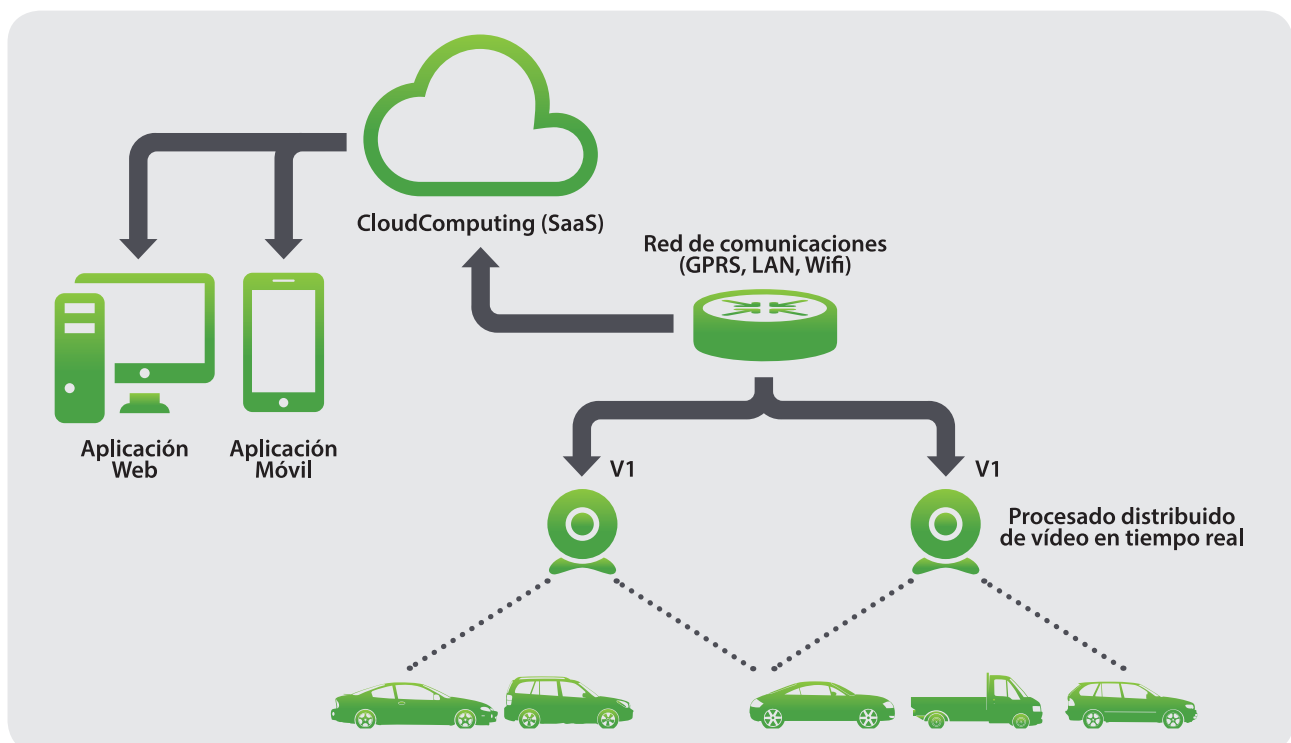 CloudComputing (SaaS)
Red de comunicaciones
(GPRS, LAN, Wifi)
Aplicación
Web
Aplicación
Móvil
V1
V1
Procesado distribuido
de vídeo en tiempo real